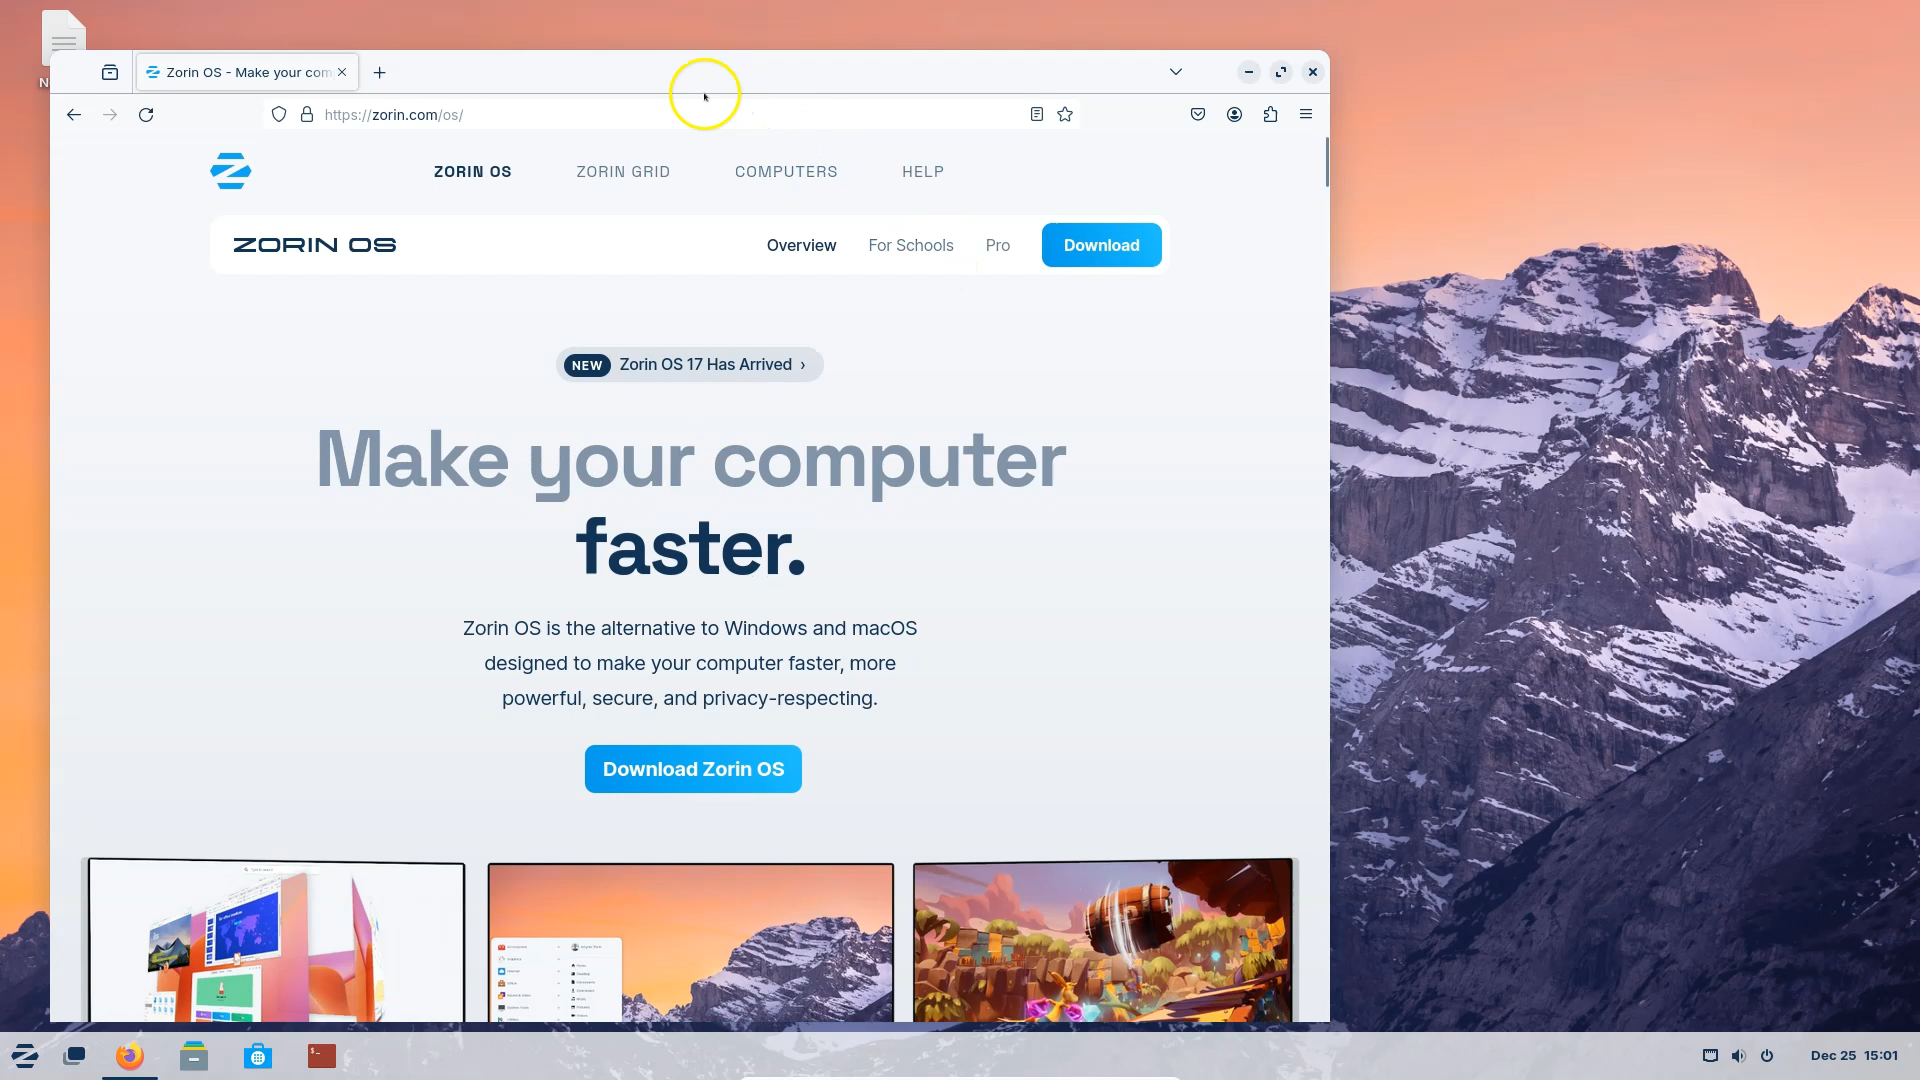 N
Zorin OS - Make your com
https://zorin.com/os/
ZORIN OS
ZORIN GRID
COMPUTERS
HELP
ZORIN OS
Overview
For Schools
Pro
Download
NEW Zorin OS 17 Has Arrived ›
Make your computer
faster.
Zorin OS is the alternative to Windows and macOS
designed to make your computer faster, more
powerful, secure, and privacy-respecting.
Download Zorin OS
$_
Dec 25 15:01